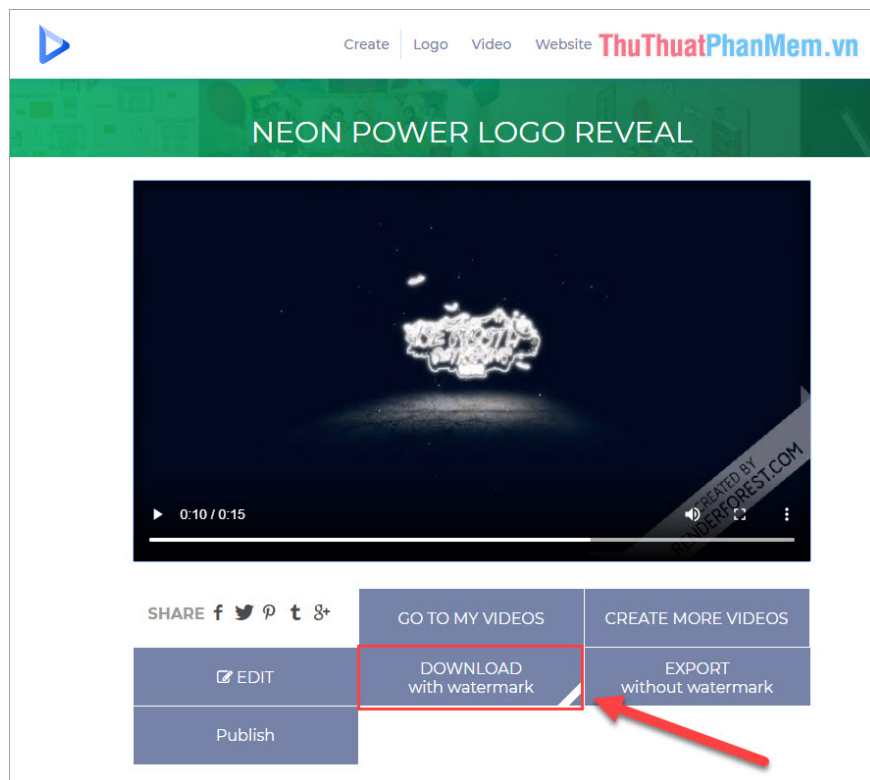 Create Logo Video Website ThuThuatPhanMem.vn
NEON POWER LOGO REVEAL
CREATED BY
RENDERFOREST.COM
0:10 / 0:15
SHARE
GO TO MY VIDEOS
CREATE MORE VIDEOS
EDIT
DOWNLOAD
with watermark
EXPORT
without watermark
Publish